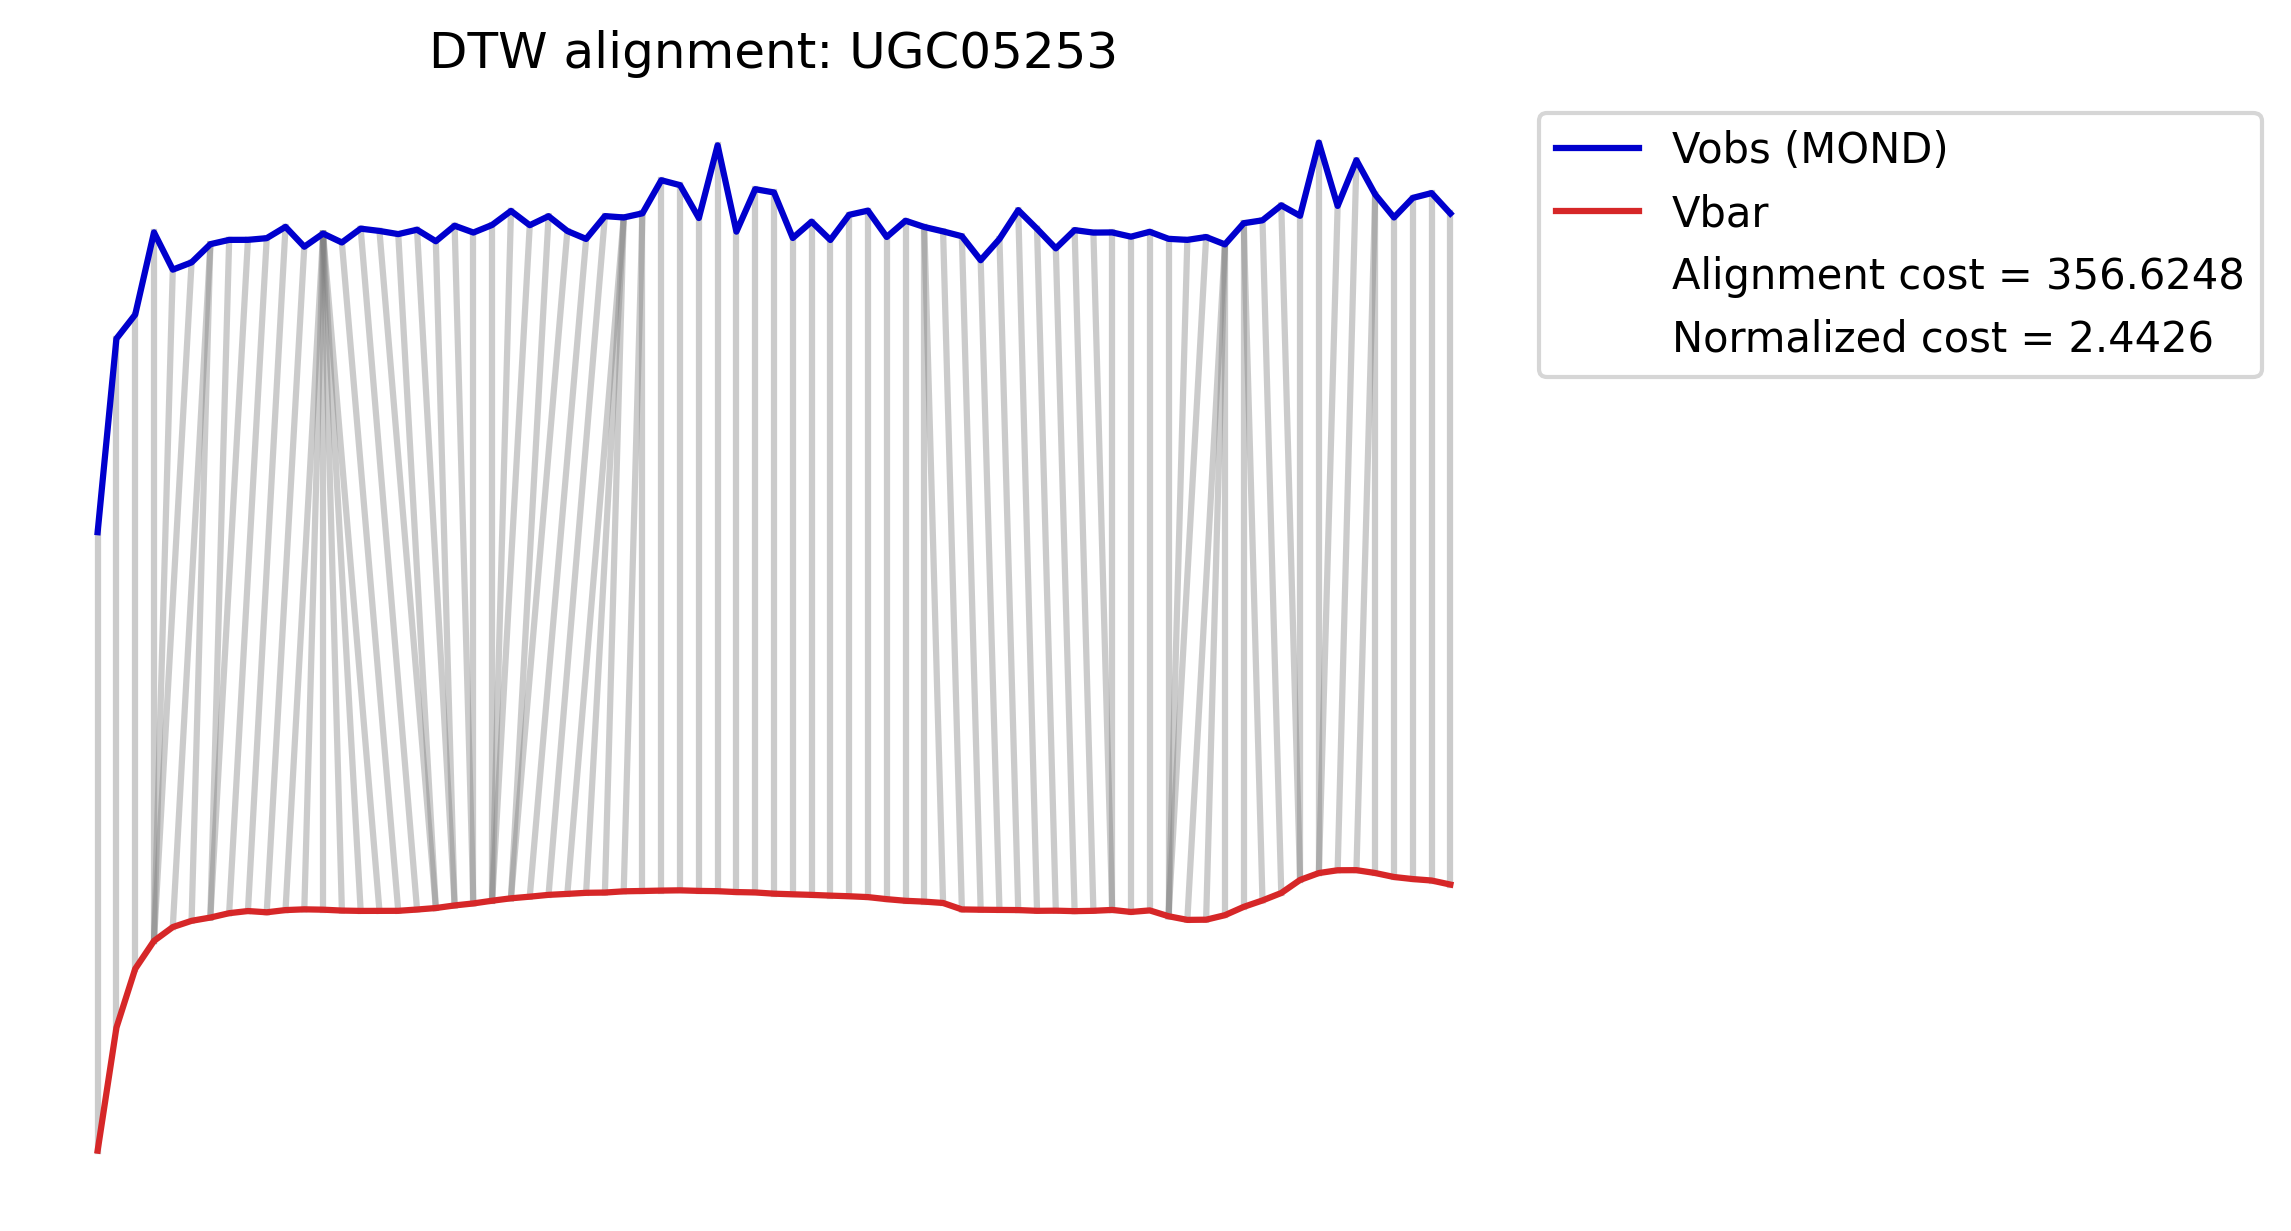 DTW alignment: UGC05253
Vobs (MOND)
Vbar
Alignment cost = 356.6248
Normalized cost = 2.4426